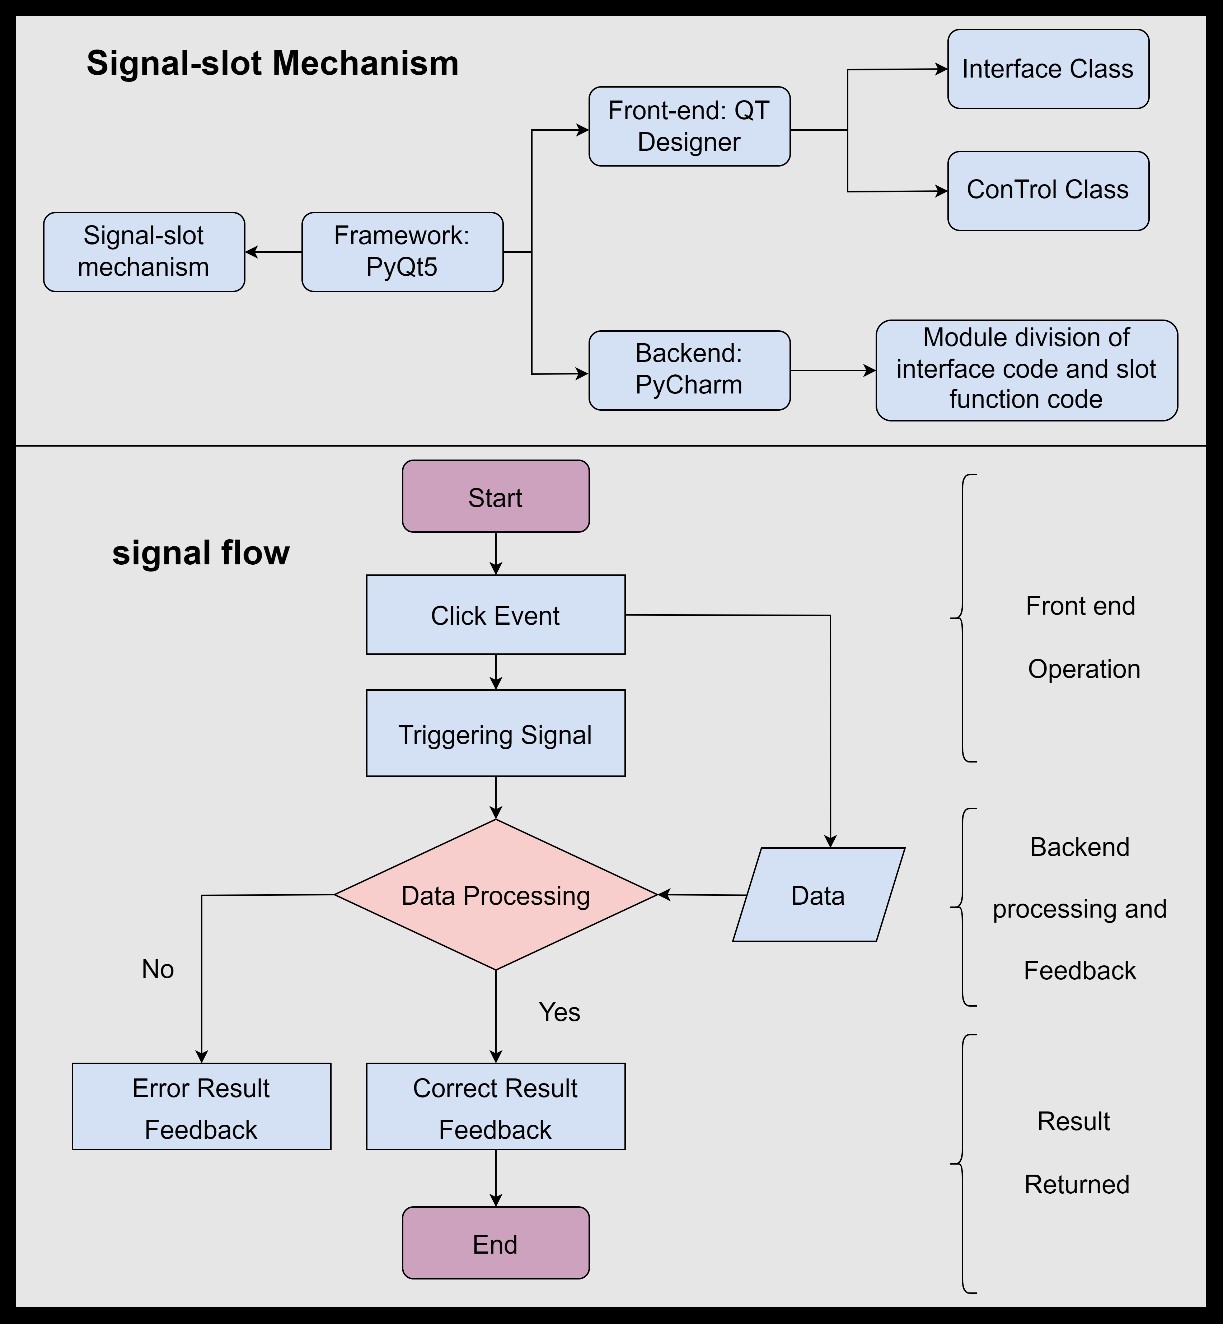 Signal-slot Mechanism
Interface Class
Front-end: QT
Designer
ConTrol Class
Signal-slot
mechanism
Framework:
PyQt5
Backend:
PyCharm
Module division of
interface code and slot
function code
signal flow
Start
Click Event
Triggering Signal
Data Processing
Data
No
Yes
Error Result
Feedback
Correct Result
Feedback
End
Front end
Operation
Backend
processing and
Feedback
Result
Returned